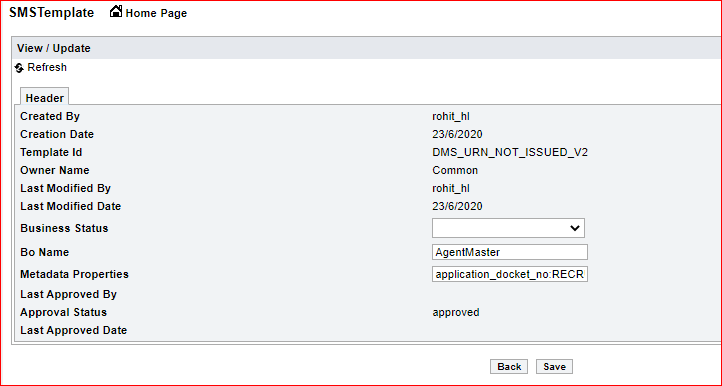 SMSTemplate Home Page
View / Update
Refresh
Header
Created By rohit_hl
Creation Date 23/6/2020
Template Id DMS_URN_NOT_ISSUED_V2
Owner Name Common
Last Modified By rohit_hl
Last Modified Date 23/6/2020
Business Status
Bo Name AgentMaster
Metadata Properties application_docket_no:RECR
Last Approved By
Approval Status approved
Last Approved Date
Back Save